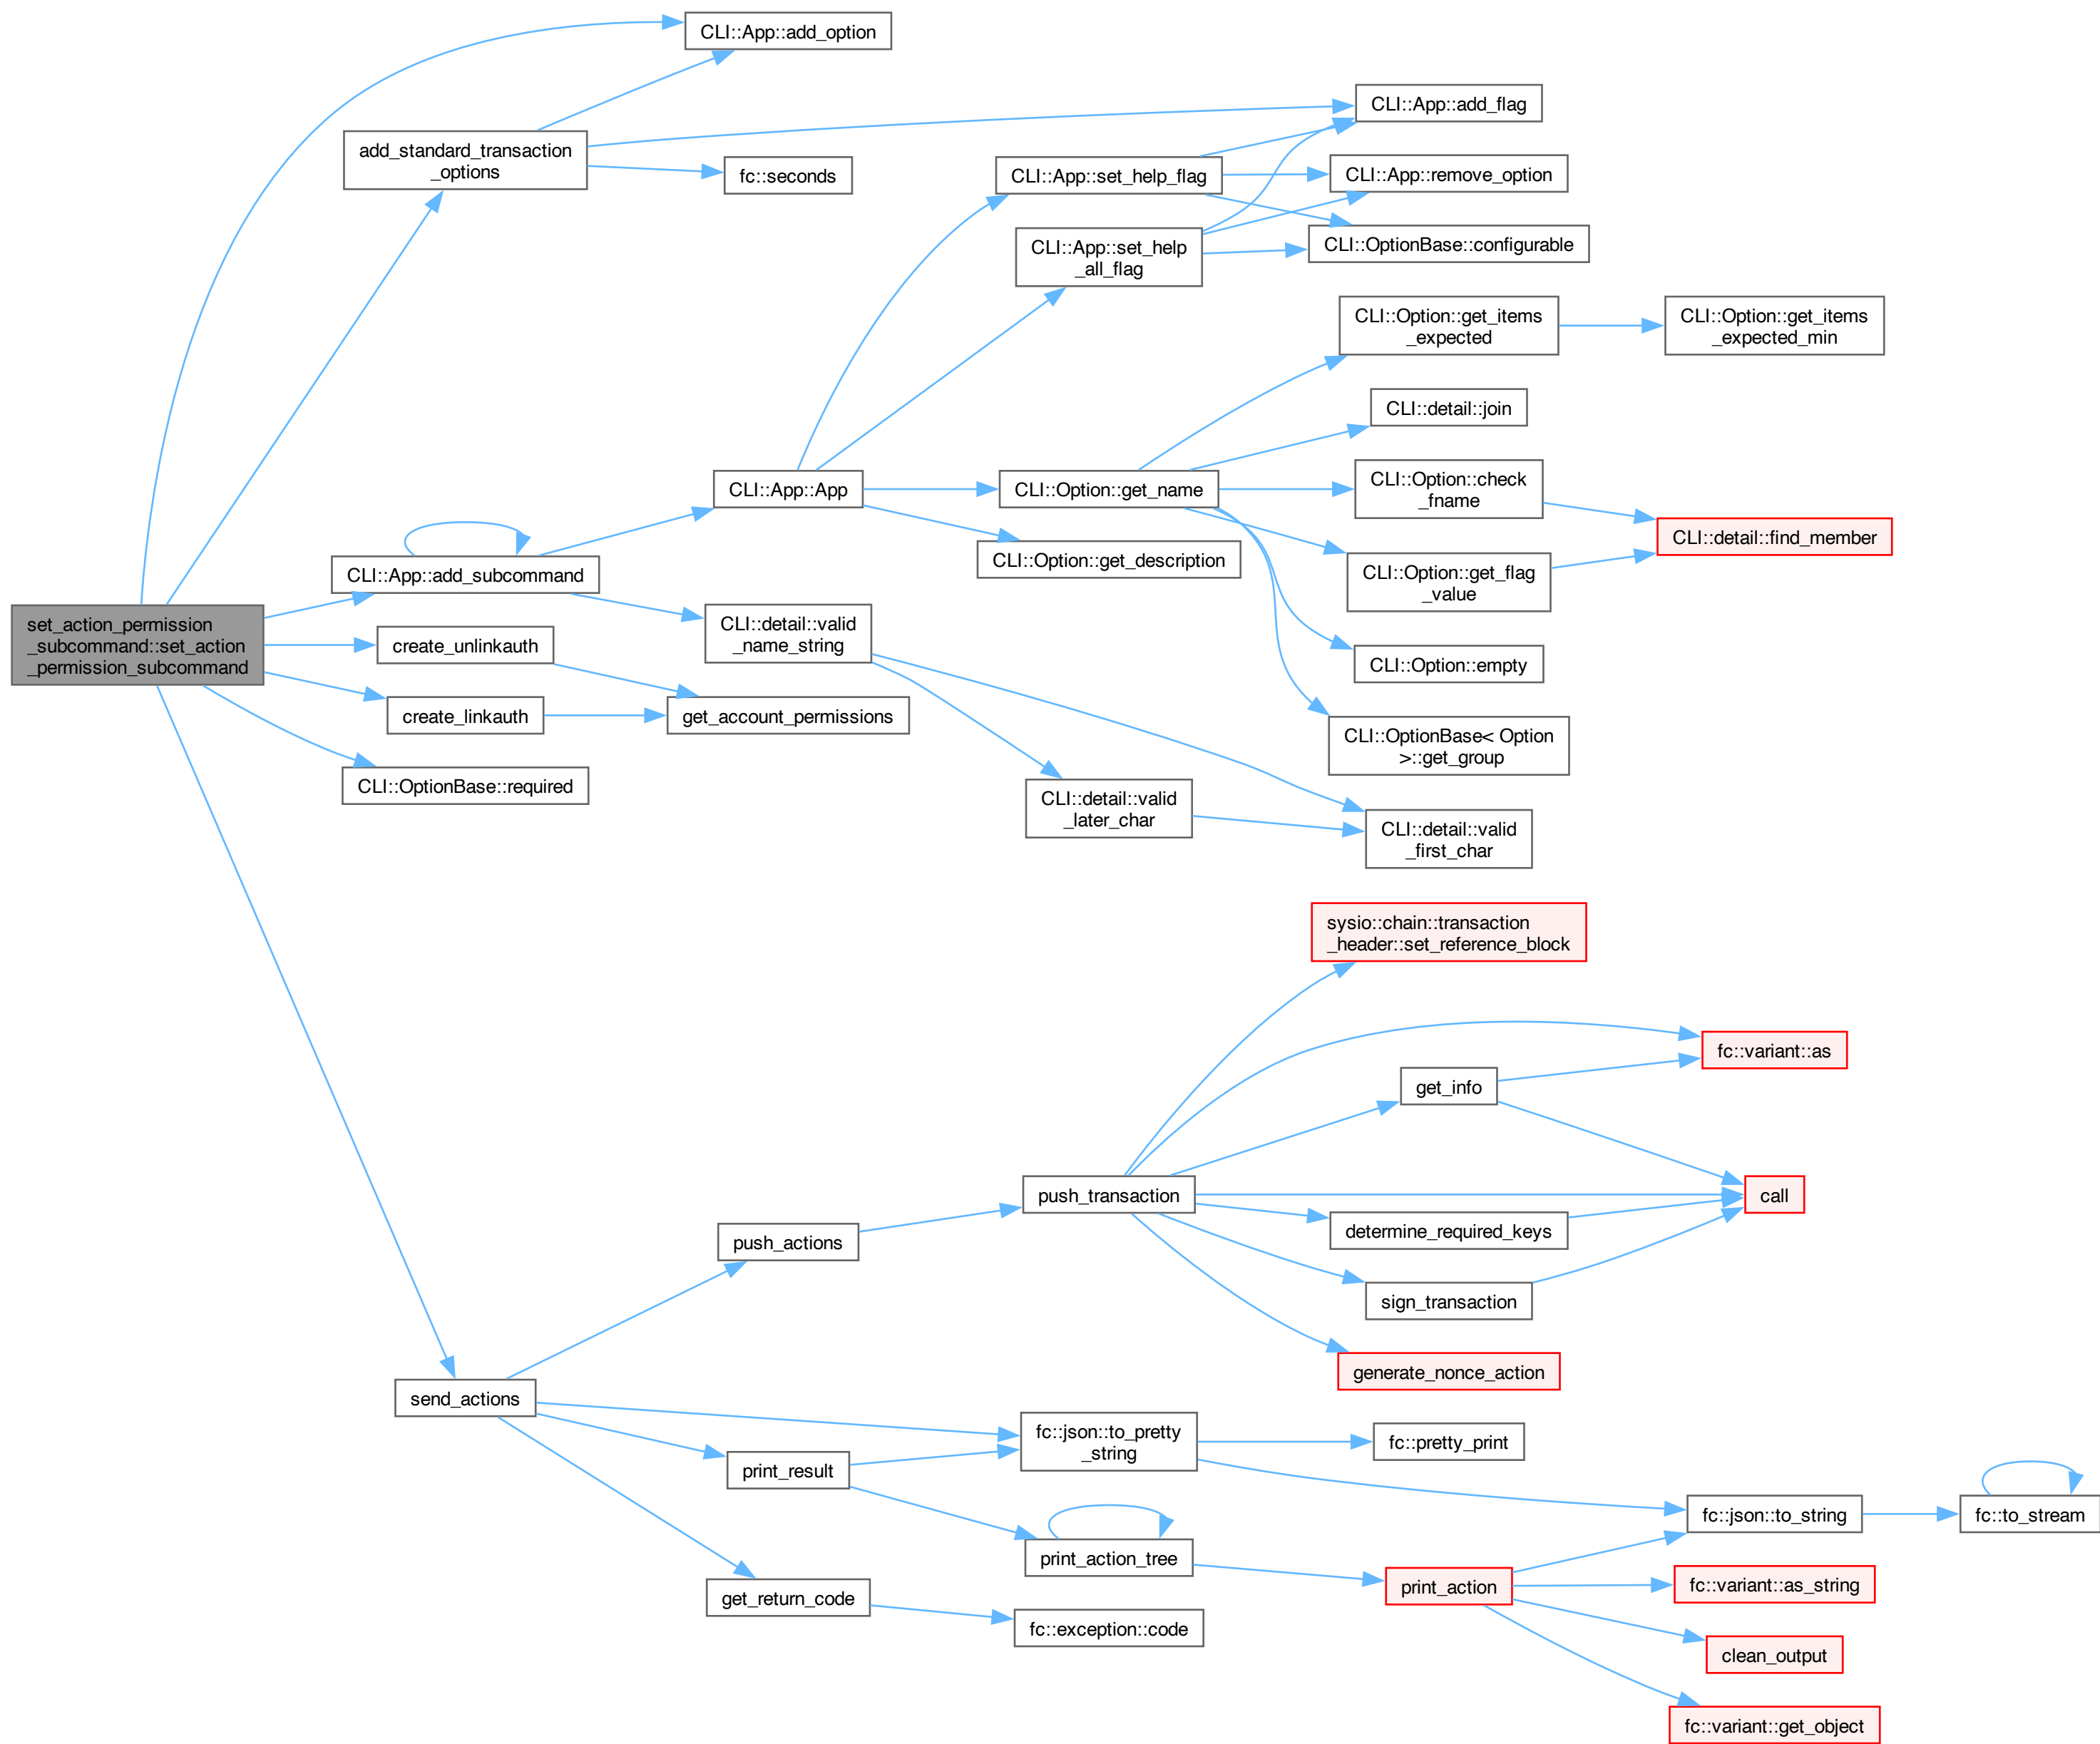 CLI::App::add_option
add_standard_transaction
_options
fc::seconds
CLI::App::add_flag
CLI::App::set_help_flag
CLI::App::remove_option
CLI::App::set_help
_all_flag
CLI::OptionBase::configurable
CLI::Option::get_items
_expected
CLI::Option::get_items
_expected_min
CLI::detail::join
CLI::App::App
CLI::Option::get_name
CLI::Option::check
_fname
CLI::detail::find_member
CLI::Option::get_description
CLI::App::add_subcommand
CLI::Option::get_flag
_value
set_action_permission
_subcommand::set_action
_permission_subcommand
create_unlinkauth
CLI::detail::valid
_name_string
CLI::Option::empty
create_linkauth
get_account_permissions
CLI::OptionBase< Option
>::get_group
CLI::OptionBase::required
CLI::detail::valid
_later_char
CLI::detail::valid
_first_char
sysio::chain::transaction
_header::set_reference_block
fc::variant::as
get_info
push_transaction
call
push_actions
determine_required_keys
sign_transaction
generate_nonce_action
send_actions
fc::json::to_pretty
_string
fc::pretty_print
print_result
fc::json::to_string
fc::to_stream
print_action_tree
print_action
fc::variant::as_string
get_return_code
fc::exception::code
clean_output
fc::variant::get_object